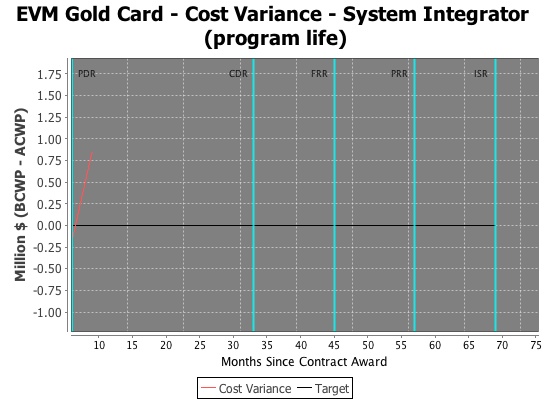 EVM Gold Card - Cost Variance - System Integrator
(program life)
PDR CDR FRR PRR ISR
1.75
1.50
1.25
1.00
0.75
0.50
0.25
0.00
-0.25
-0.50
-0.75
-1.00
Million $ (BCWP - ACWP)
10 15 20 25 30 35 40 45 50 55 60 65 70 75
Months Since Contract Award
Cost Variance Target